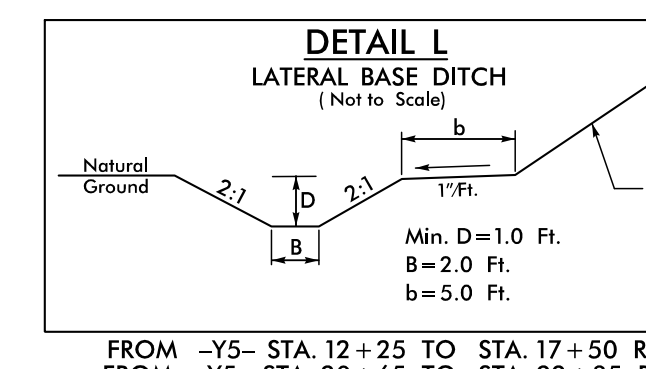 DETAIL L
LATERAL BASE DITCH
( Not to Scale)
b
Natural
Ground
2:1
D
2:1
1"/Ft.
B
Min. D=1.0 Ft.
B=2.0 Ft.
b=5.0 Ft.
FROM -Y5- STA. 12+25 TO STA. 17+50 R